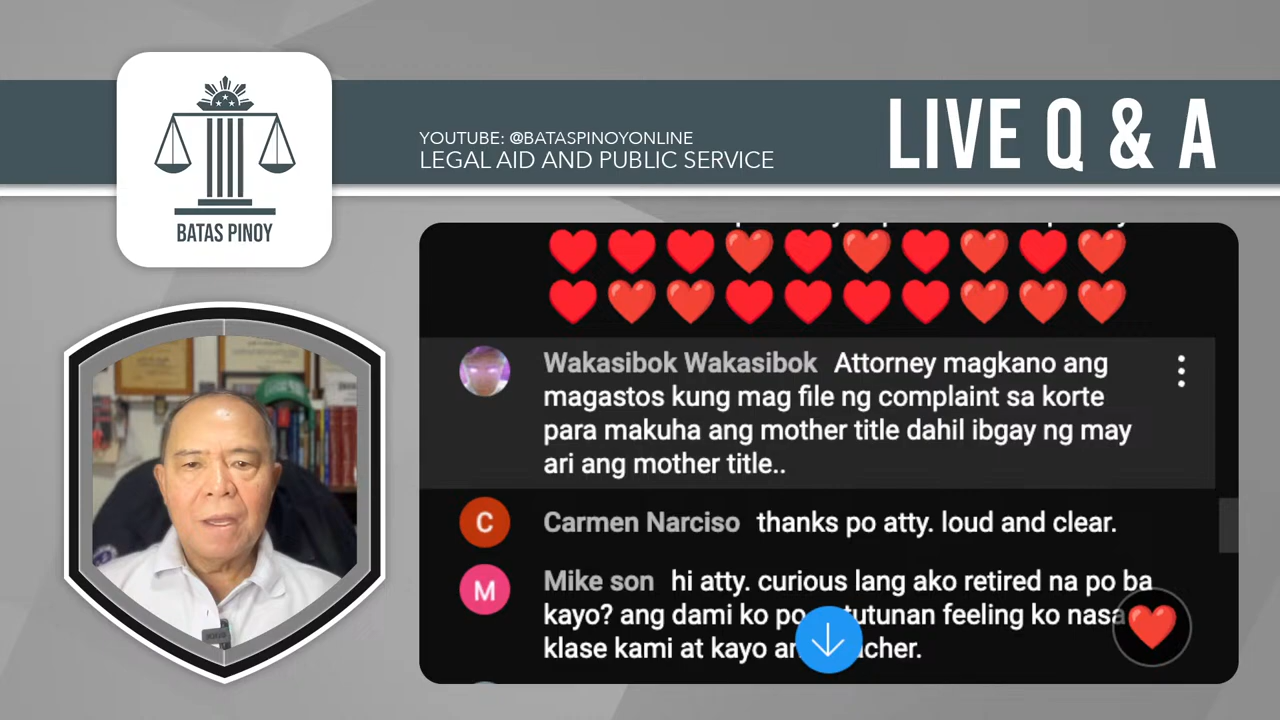 BATAS PINOY
YOUTUBE: @BATASPINOYONLINE
LEGAL AID AND PUBLIC SERVICE
LIVE Q & A
Wakasibok Wakasibok Attorney magkano ang
magastos kung mag file ng complaint sa korte
para makuha ang mother title dahil ibgay ng may
ari ang mother title..
C
Carmen Narciso thanks po atty. loud and clear.
M
Mike son hi atty. curious lang ako retired na po ba
kayo? ang dami ko po feeling ko nasa
klase kami at kayo